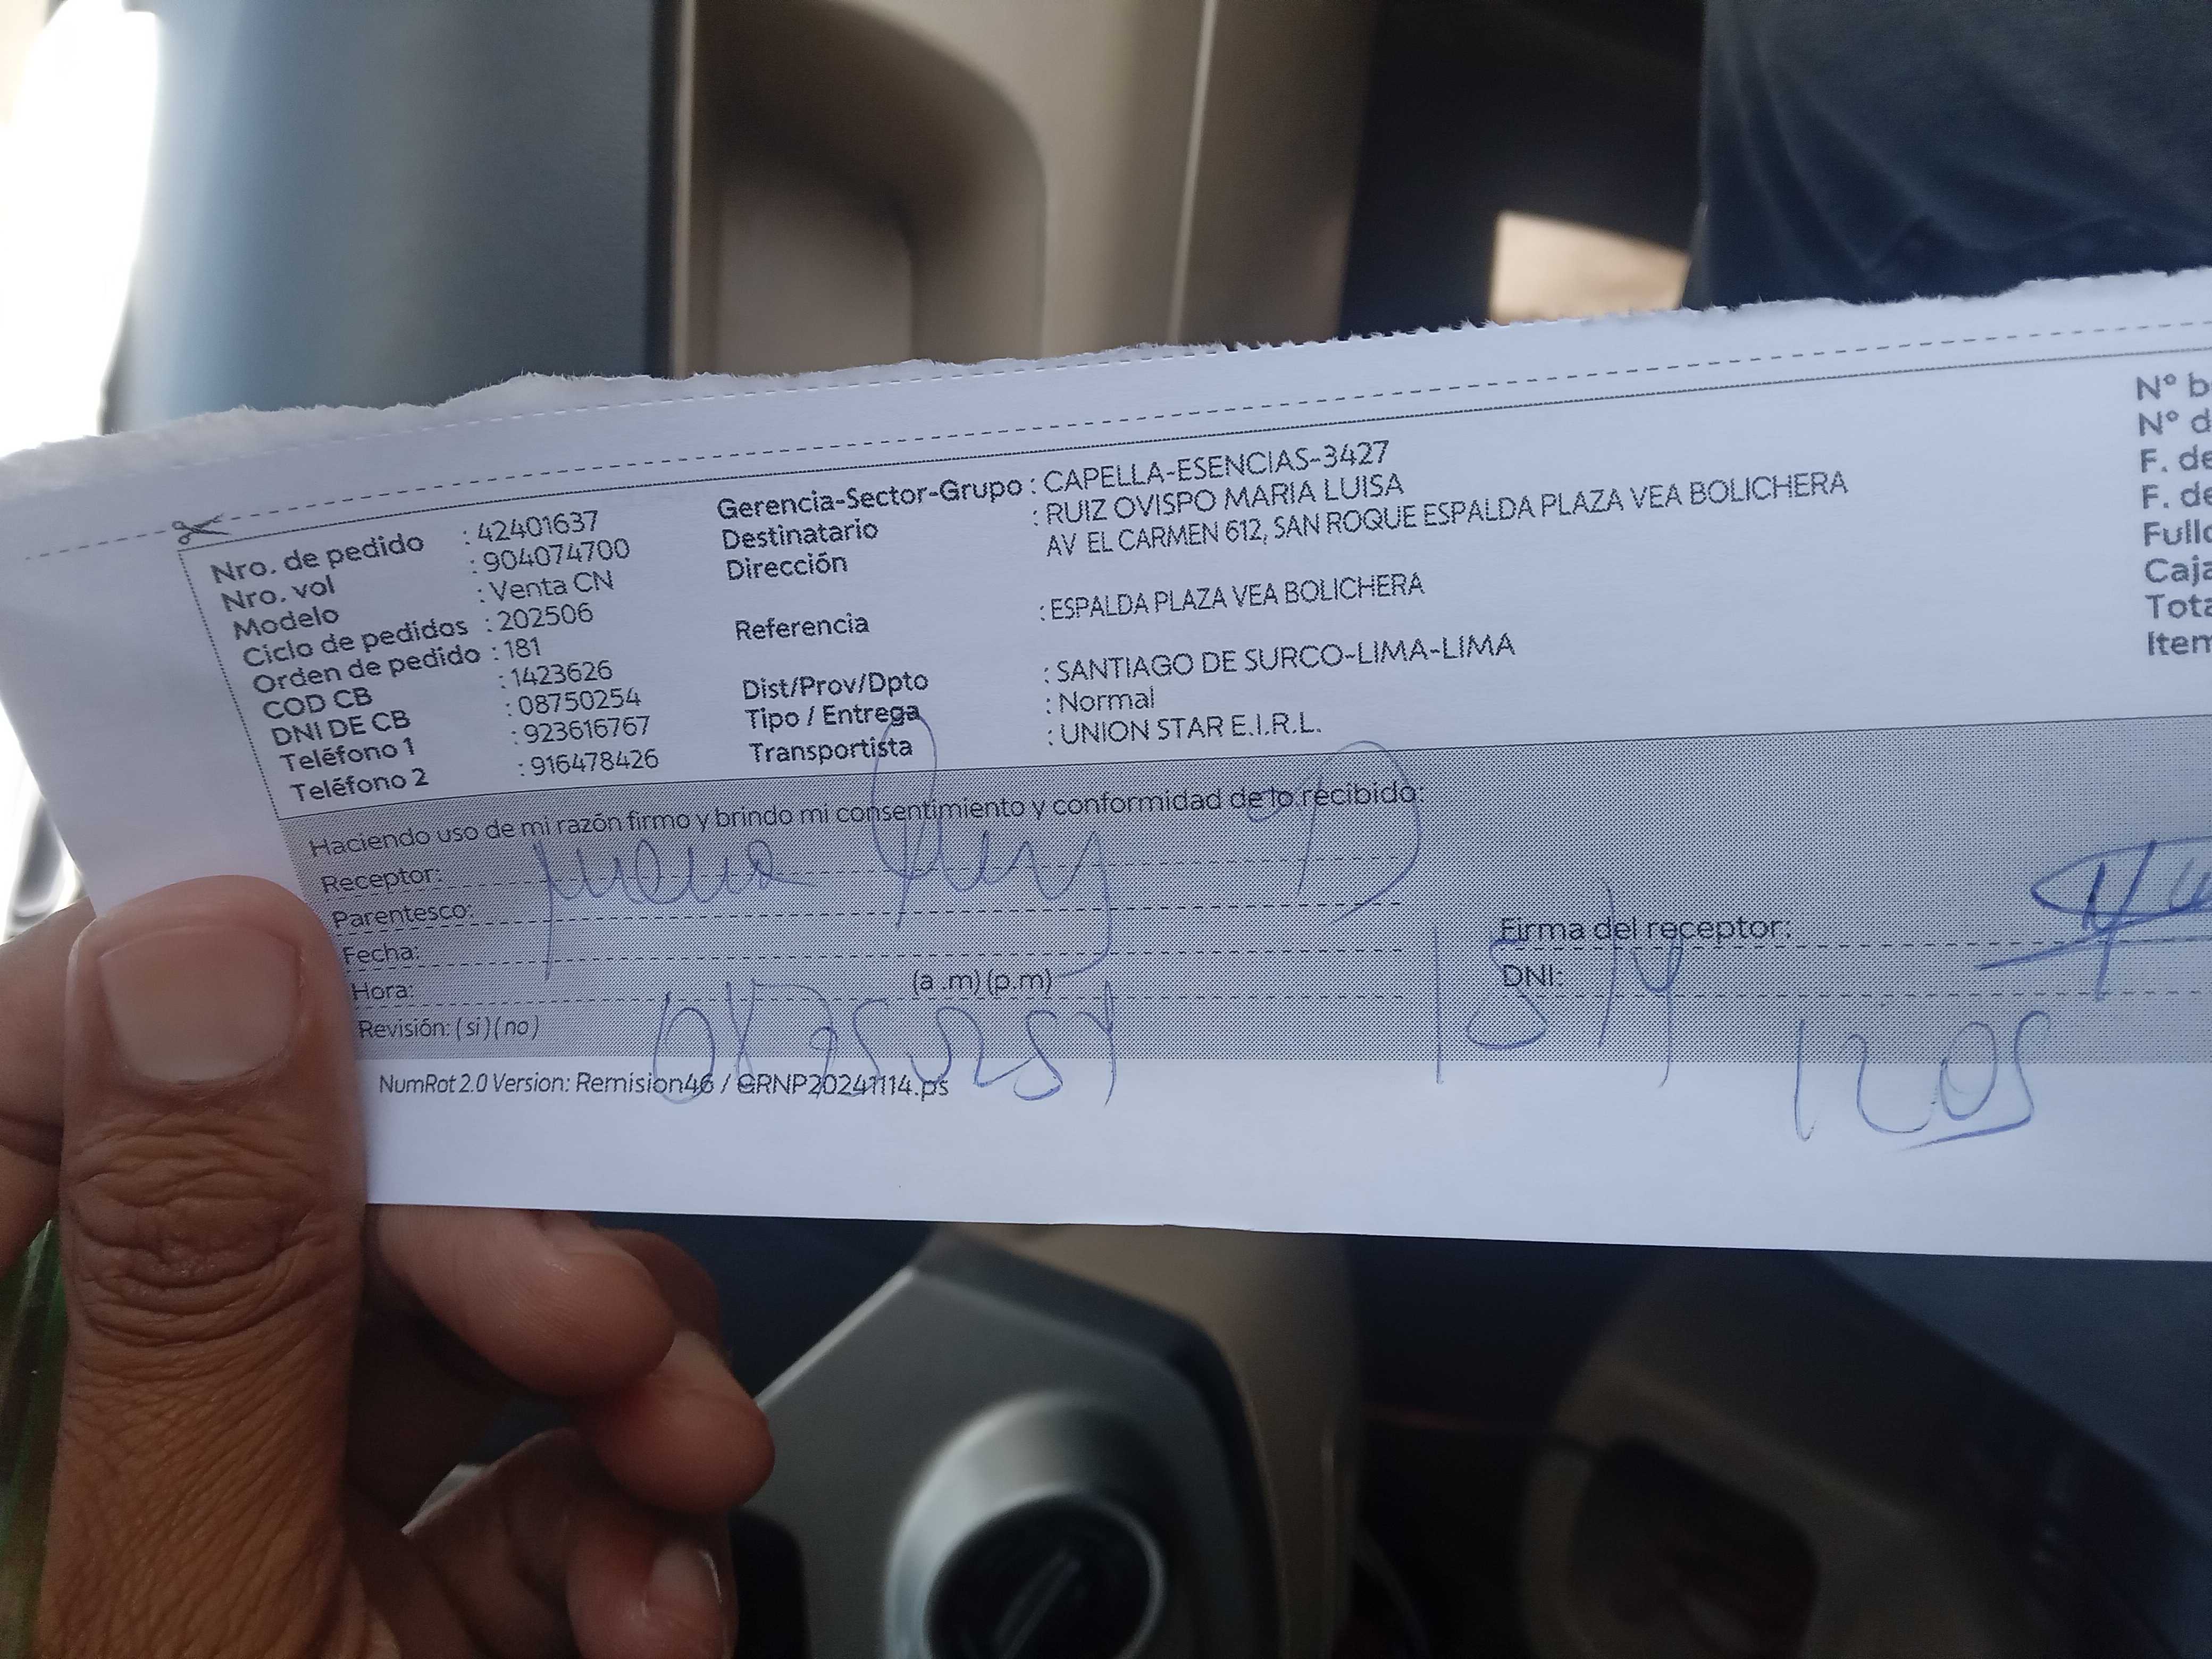 Nro. de pedido : 42401637
Nro. vol : 904074700
Modelo : Venta CN
Ciclo de pedidos : 202506
Orden de pedido : 181
COD CB : 1423626
DNI DE CB : 08750254
Teléfono 1 : 923616767
Teléfono 2 : 916478426
Gerencia-Sector-Grupo : CAPELLA-ESENCIAS-3427
Destinatario : RUIZ OVISPO MARIA LUISA
Dirección AV EL CARMEN 612, SAN ROQUE ESPALDA PLAZA VEA BOLICHERA
Referencia : ESPALDA PLAZA VEA BOLICHERA
Dist/Prov/Dpto : SANTIAGO DE SURCO-LIMA-LIMA
Tipo / Entrega : Normal
Transportista : UNION STAR E.I.R.L.
N° b
N° d
F. de
F. de
Fullc
Caja
Tota
Item
Haciendo uso de mi razón firmo y brindo mi consentimiento y conformidad de lo recibido:
Receptor:
Parentesco:
Fecha:
Hora: (a .m) (p.m)
Revisión: ( si ) ( no )
Firma del receptor:
DNI:
15/4
1205
NumRot 2.0 Version: Remision46 / GRNP20241114.ps